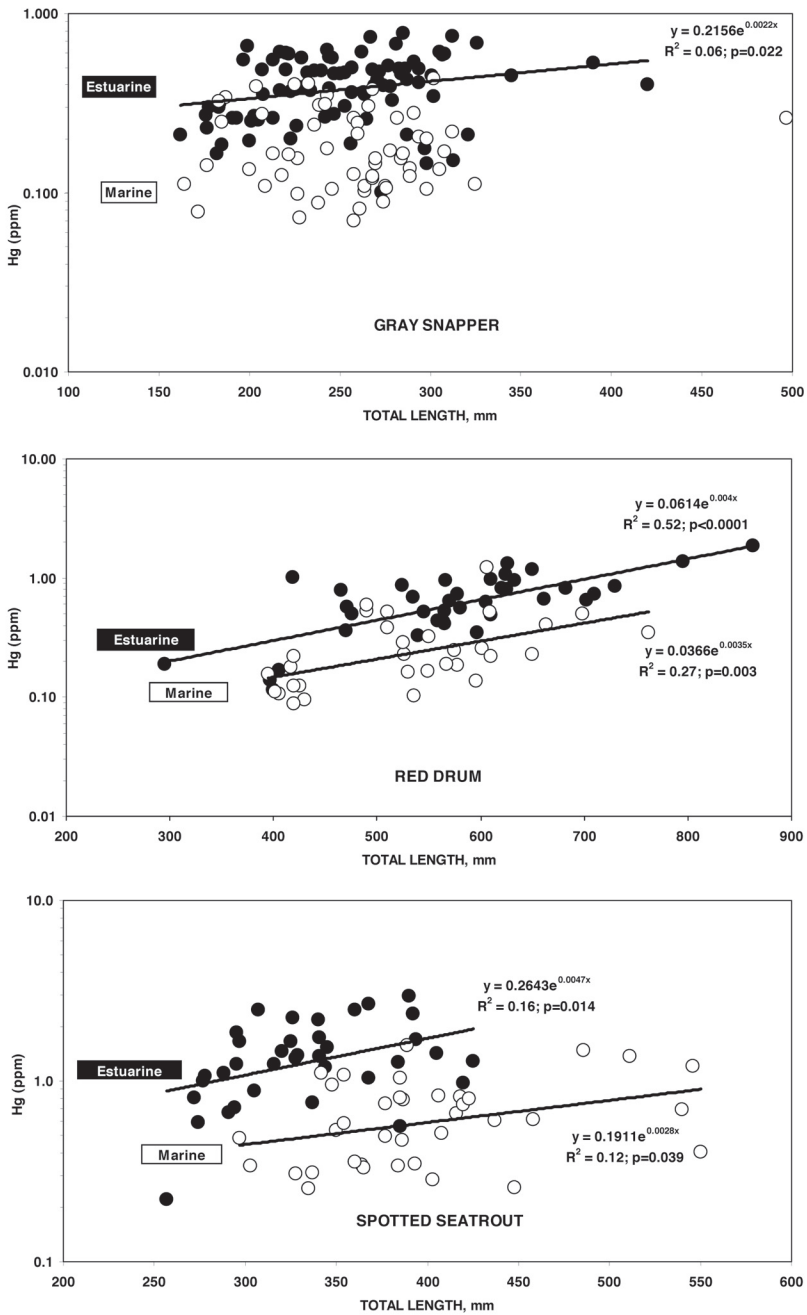 1.000
y = 0.2156e^0.0022x
R² = 0.06; p=0.022
Estuarine
Hg (ppm)
0.100
Marine
GRAY SNAPPER
0.010
100 150 200 250 300 350 400 450 500
TOTAL LENGTH, mm
10.00
y = 0.0614e^0.004x
R² = 0.52; p<0.0001
Hg (ppm)
1.00
Estuarine
y = 0.0366e^0.0035x
R² = 0.27; p=0.003
Marine
0.10
RED DRUM
0.01
200 300 400 500 600 700 800 900
TOTAL LENGTH, mm
10.0
y = 0.2643e^0.0047x
R² = 0.16; p=0.014
Hg (ppm)
Estuarine
1.0
y = 0.1911e^0.0028x
Marine
R² = 0.12; p=0.039
SPOTTED SEATROUT
0.1
200 250 300 350 400 450 500 550 600
TOTAL LENGTH, mm